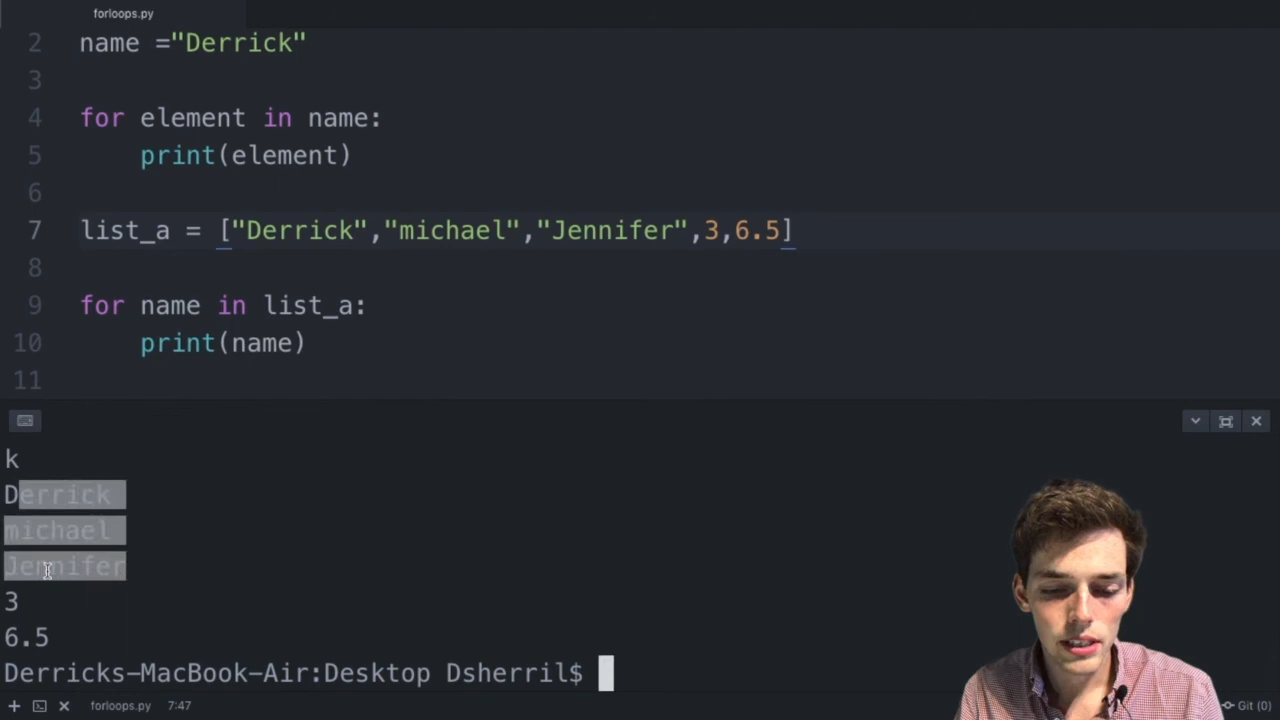 forloops.py
2 name ="Derrick"
3
4 for element in name:
5     print(element)
6
7 list_a = ["Derrick","michael","Jennifer",3,6.5]
8
9 for name in list_a:
10     print(name)
11
k
Derrick
michael
Jennifer
3
6.5
Derricks-MacBook-Air:Desktop Dsherril$
forloops.py 7:47 Git (0)